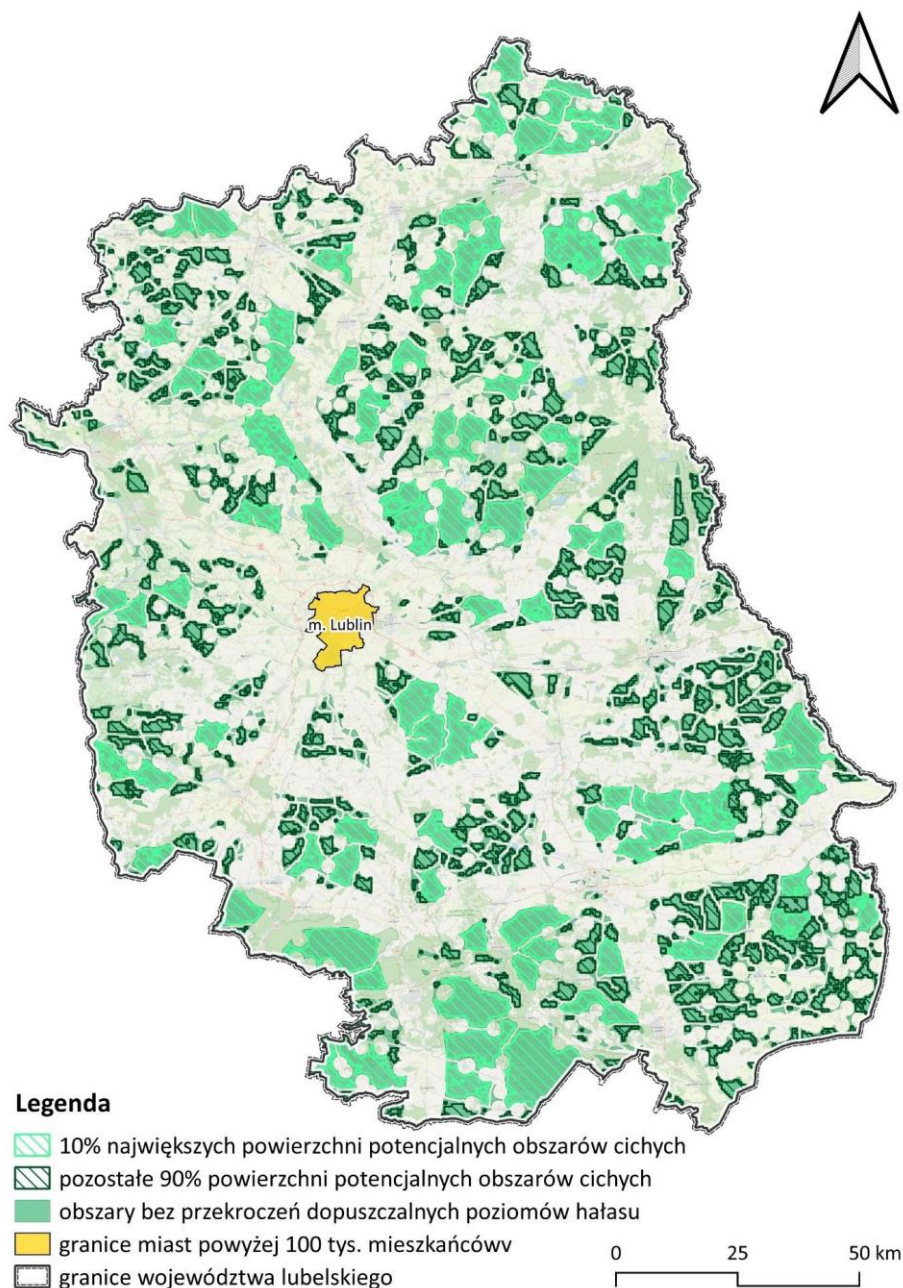 m. Lublin
Legenda
10% największych powierzchni potencjalnych obszarów cichych
pozostałe 90% powierzchni potencjalnych obszarów cichych
obszary bez przekroczeń dopuszczalnych poziomów hałasu
granice miast powyżej 100 tys. mieszkańcówv
granice województwa lubelskiego
0 25 50 km